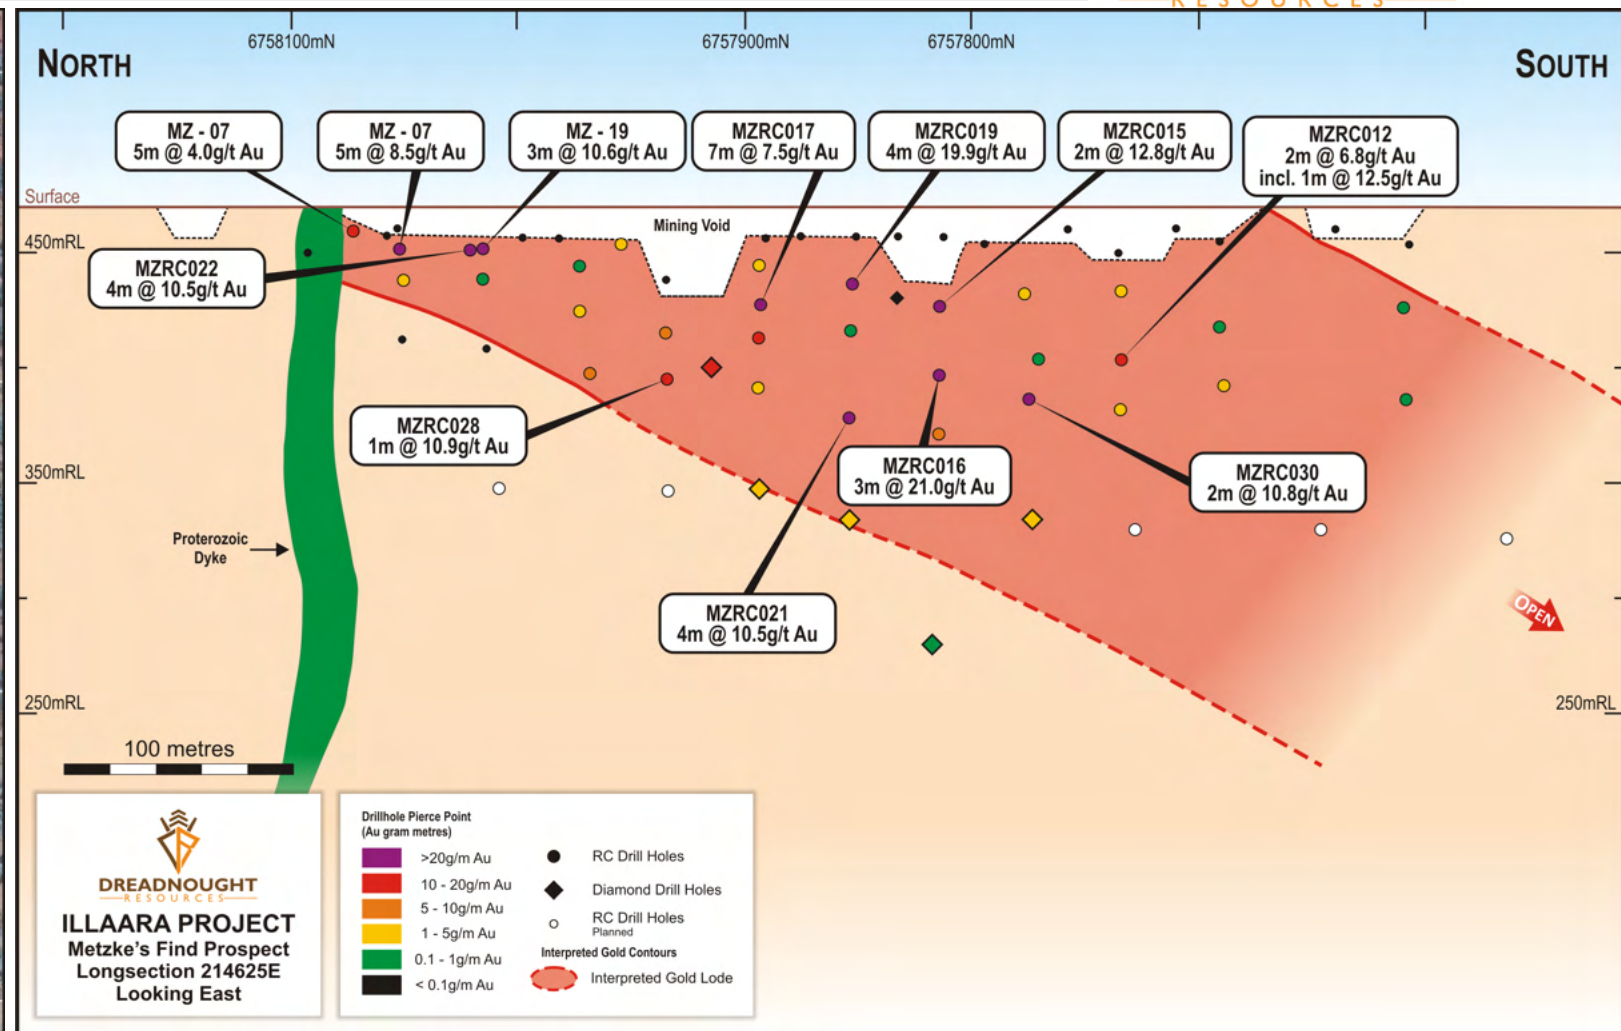 RESOURCES
6758100mN
6757900mN
6757800mN
NORTH
SOUTH
MZ - 07
5m @ 4.0g/t Au
MZ - 07
5m @ 8.5g/t Au
MZ - 19
3m @ 10.6g/t Au
MZRC017
7m @ 7.5g/t Au
MZRC019
4m @ 19.9g/t Au
MZRC015
2m @ 12.8g/t Au
MZRC012
2m @ 6.8g/t Au
incl. 1m @ 12.5g/t Au
Surface
Mining Void
450mRL
MZRC022
4m @ 10.5g/t Au
MZRC028
1m @ 10.9g/t Au
MZRC016
3m @ 21.0g/t Au
MZRC030
2m @ 10.8g/t Au
350mRL
Proterozoic
Dyke
MZRC021
4m @ 10.5g/t Au
OPEN
250mRL
250mRL
100 metres
DREADNOUGHT
RESOURCES
ILLAARA PROJECT
Metzke's Find Prospect
Longsection 214625E
Looking East
Drillhole Pierce Point
(Au gram metres)
>20g/m Au
10 - 20g/m Au
5 - 10g/m Au
1 - 5g/m Au
0.1 - 1g/m Au
< 0.1g/m Au
RC Drill Holes
Diamond Drill Holes
RC Drill Holes
Planned
Interpreted Gold Contours
Interpreted Gold Lode